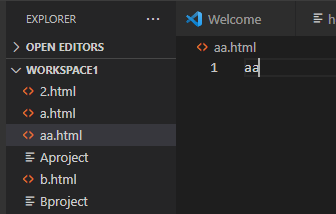 EXPLORER ...
Welcome
h
OPEN EDITORS
aa.html
WORKSPACE1
1 aa
2.html
a.html
aa.html
Aproject
b.html
Bproject